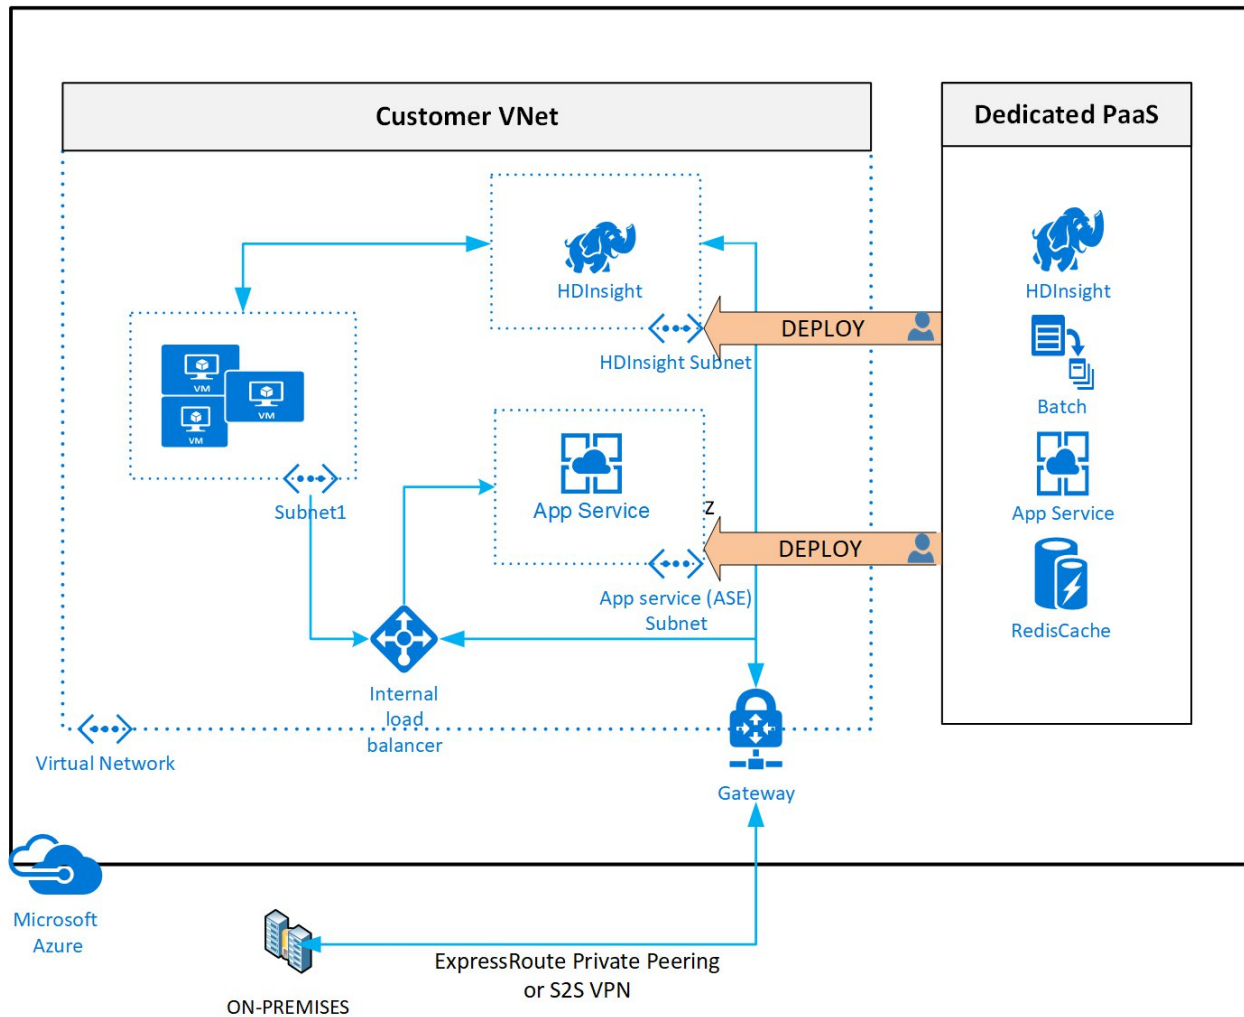 Customer VNet
Dedicated PaaS
HDInsight
HDInsight
DEPLOY
HDInsight Subnet
VM
VM
VM
Batch
Subnet1
App Service
Z
App Service
DEPLOY
App service (ASE)
Subnet
RedisCache
Internal
load
balancer
Virtual Network
Gateway
Microsoft
Azure
ExpressRoute Private Peering
or S2S VPN
ON-PREMISES